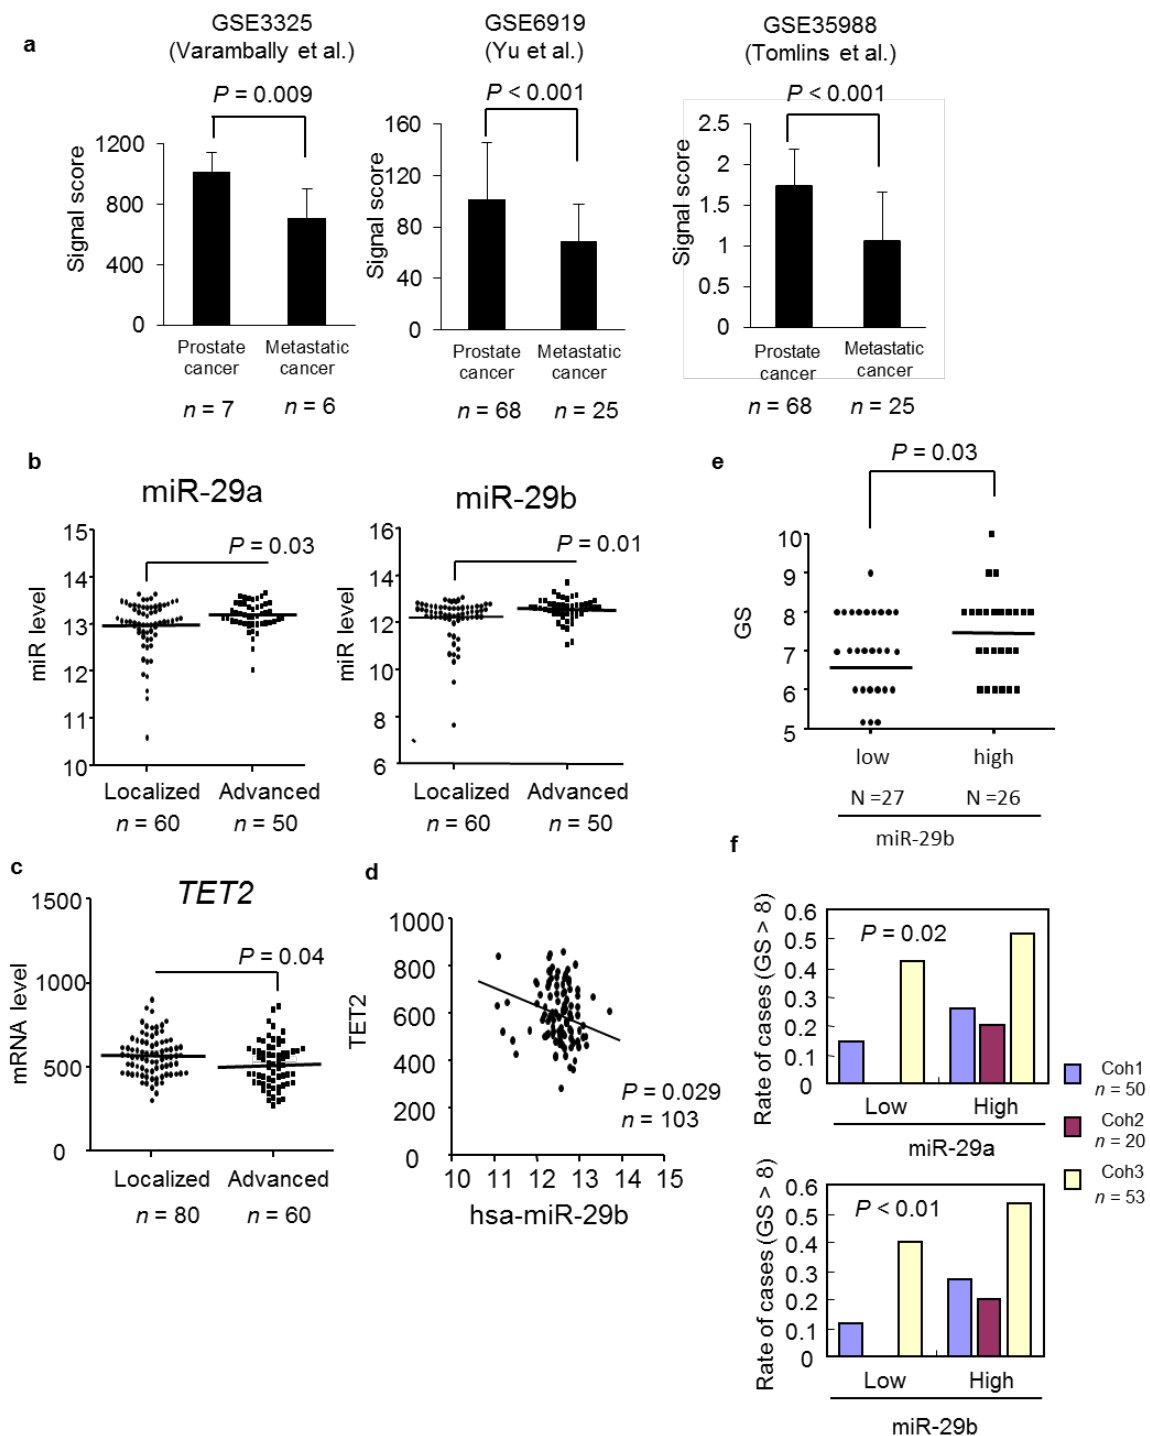 a
GSE3325
(Varambally et al.)
P = 0.009
Signal score
1200
800
400
0
Prostate cancer
Metastatic cancer
n = 7
n = 6
GSE6919
(Yu et al.)
P < 0.001
Signal score
160
120
80
40
0
Prostate cancer
Metastatic cancer
n = 68
n = 25
GSE35988
(Tomlins et al.)
P < 0.001
Signal score
2.5
2
1.5
1
0.5
0
Prostate cancer
Metastatic cancer
n = 68
n = 25
b
miR-29a
P = 0.03
miR level
15
14
13
12
11
10
Localized
Advanced
n = 60
n = 50
miR-29b
P = 0.01
miR level
16
14
12
10
8
6
Localized
Advanced
n = 60
n = 50
e
P = 0.03
GS
10
9
8
7
6
5
low
high
N =27
N =26
miR-29b
c
TET2
P = 0.04
mRNA level
1500
1000
500
0
Localized
Advanced
n = 80
n = 60
d
TET2
1000
800
600
400
200
0
P = 0.029
n = 103
10 11 12 13 14 15
hsa-miR-29b
f
Rate of cases (GS > 8)
P = 0.02
0.6
0.5
0.4
0.3
0.2
0.1
0
Low
High
miR-29a
Coh1
n = 50
Coh2
n = 20
Coh3
n = 53
Rate of cases (GS > 8)
P < 0.01
0.6
0.5
0.4
0.3
0.2
0.1
0
Low
High
miR-29b